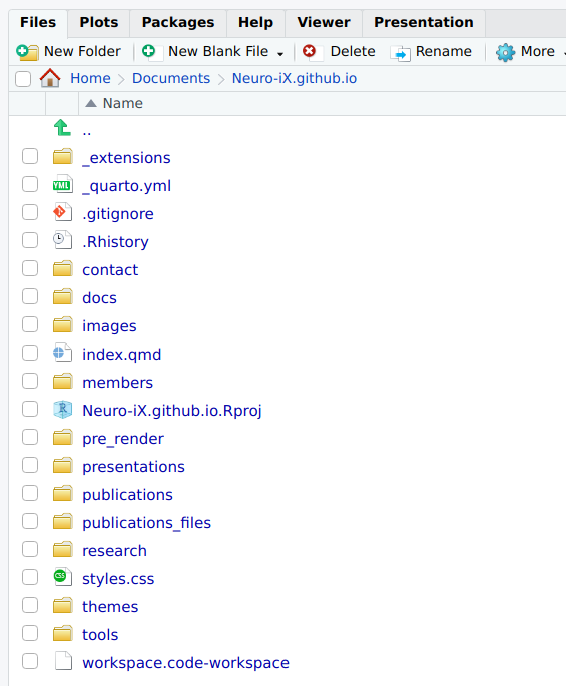 Files Plots Packages Help Viewer Presentation
New Folder New Blank File Delete Rename More
Home Documents Neuro-iX.github.io
Name
..
_extensions
YML _quarto.yml
.gitignore
.Rhistory
contact
docs
images
index.qmd
members
R Neuro-iX.github.io.Rproj
pre_render
presentations
publications
publications_files
research
CSS styles.css
themes
tools
workspace.code-workspace